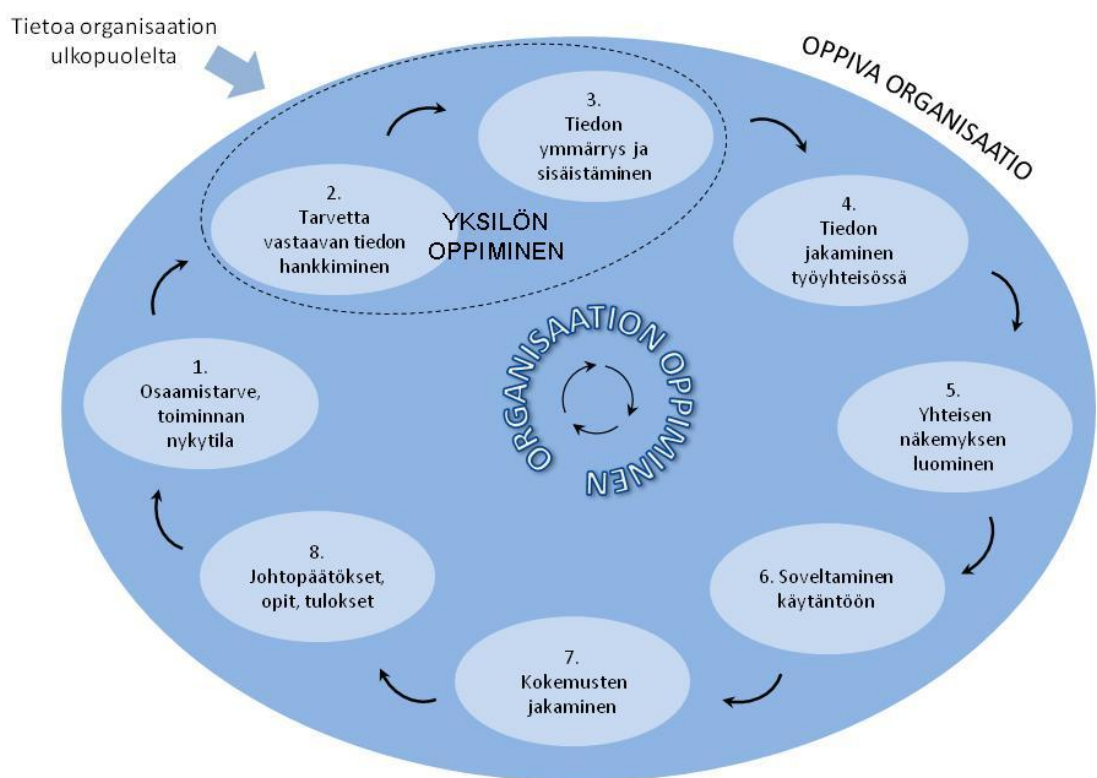 Tietoa organisaation
ulkopuolelta
OPPIVA ORGANISAATIO
1.
Osaamistarve,
toiminnan
nykytila
2.
Tarvetta
vastaavan tiedon
hankkiminen
YKSILÖN
OPPIMINEN
3.
Tiedon
ymmärrys ja
sisäistäminen
4.
Tiedon
jakaminen
työyhteisössä
5.
Yhteisen
näkemyksen
luominen
6. Soveltaminen
käytäntöön
7.
Kokemusten
jakaminen
8.
Johtopäätökset,
opit, tulokset
ORGANISAATION OPPIMINEN